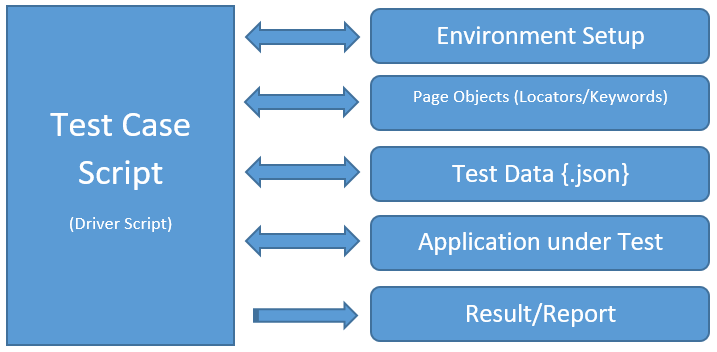 Test Case
Script
(Driver Script)
Environment Setup
Page Objects (Locators/Keywords)
Test Data {.json}
Application under Test
Result/Report